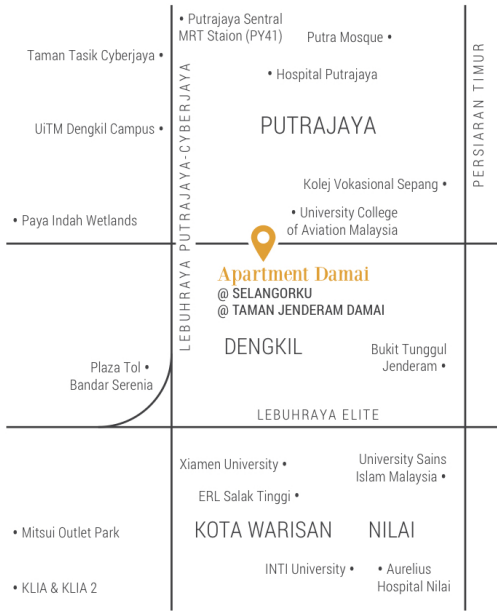 • Putrajaya Sentral
MRT Staion (PY41)
Putra Mosque •
Taman Tasik Cyberjaya •
• Hospital Putrajaya
UiTM Dengkil Campus •
PUTRAJAYA
LEBUHRAYA PUTRAJAYA-CYBERJAYA
PERSIARAN TIMUR
Kolej Vokasional Sepang •
• Paya Indah Wetlands
• University College
of Aviation Malaysia
Apartment Damai
@ SELANGORKU
@ TAMAN JENDERAM DAMAI
DENGKIL
Bukit Tunggul
Jenderam •
Plaza Tol •
Bandar Serenia
LEBUHRAYA ELITE
Xiamen University •
University Sains
Islam Malaysia •
ERL Salak Tinggi •
• Mitsui Outlet Park
KOTA WARISAN
NILAI
INTI University •
• Aurelius
Hospital Nilai
• KLIA & KLIA 2